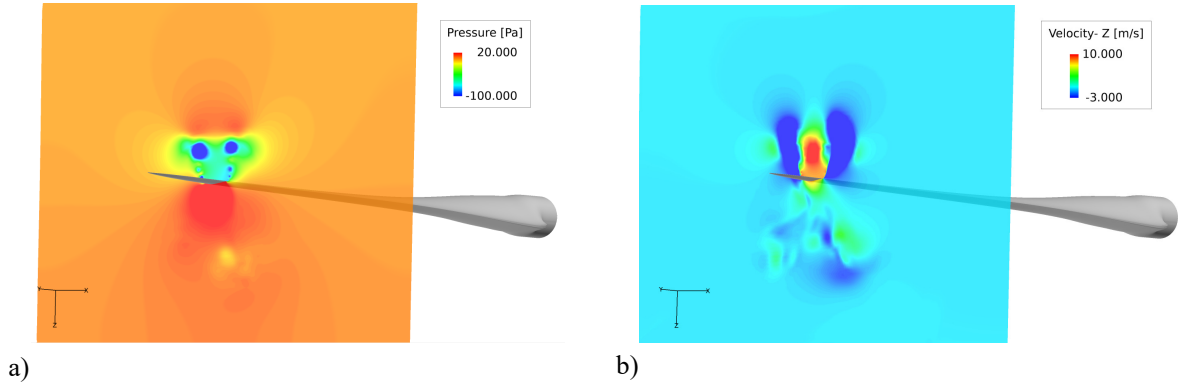 Pressure [Pa]
20.000
-100.000
Y
X
Z
a)
Velocity- Z [m/s]
10.000
-3.000
Y
X
Z
b)